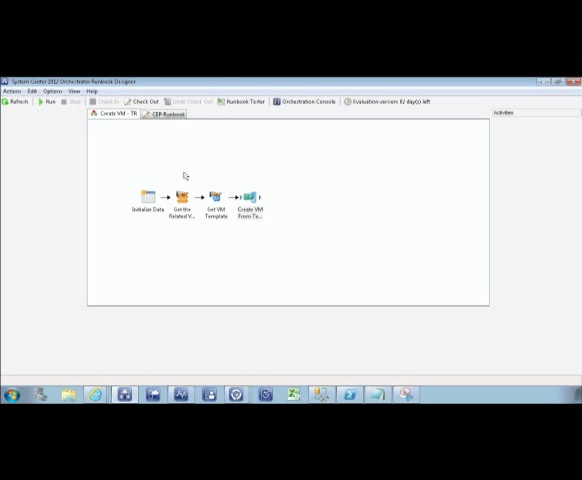 System Center 2012 Orchestrator Runbook Designer
Actions Edit Options View Help
Refresh Run Stop Check In Check Out Undo Check Out Runbook Tester Orchestration Console Evaluation version: 82 day(s) left
Create VM - TR CEP Runbook Activities
Initialize Data
Get the
Related V...
Get VM
Template
Create VM
From Te...